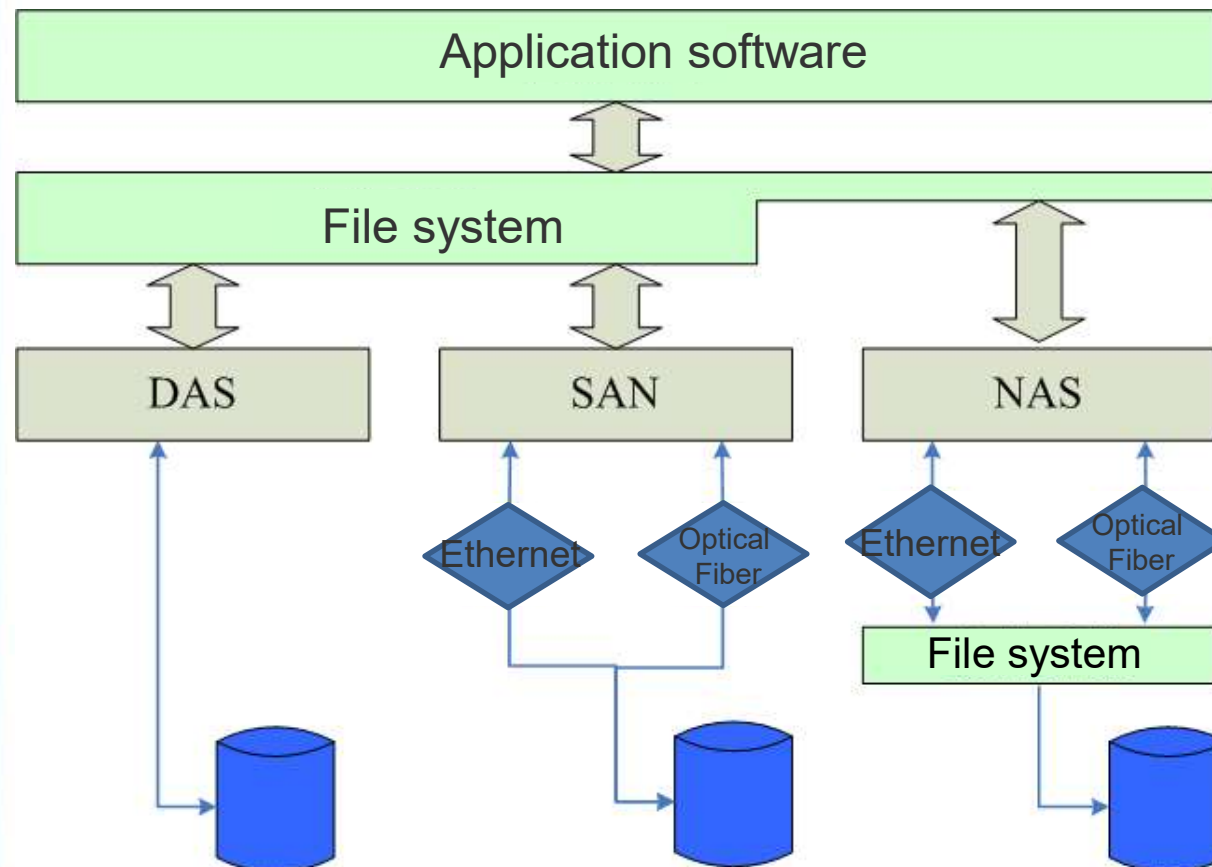 Application software
File system
DAS
SAN
NAS
Ethernet
Optical
Fiber
Ethernet
Optical
Fiber
File system